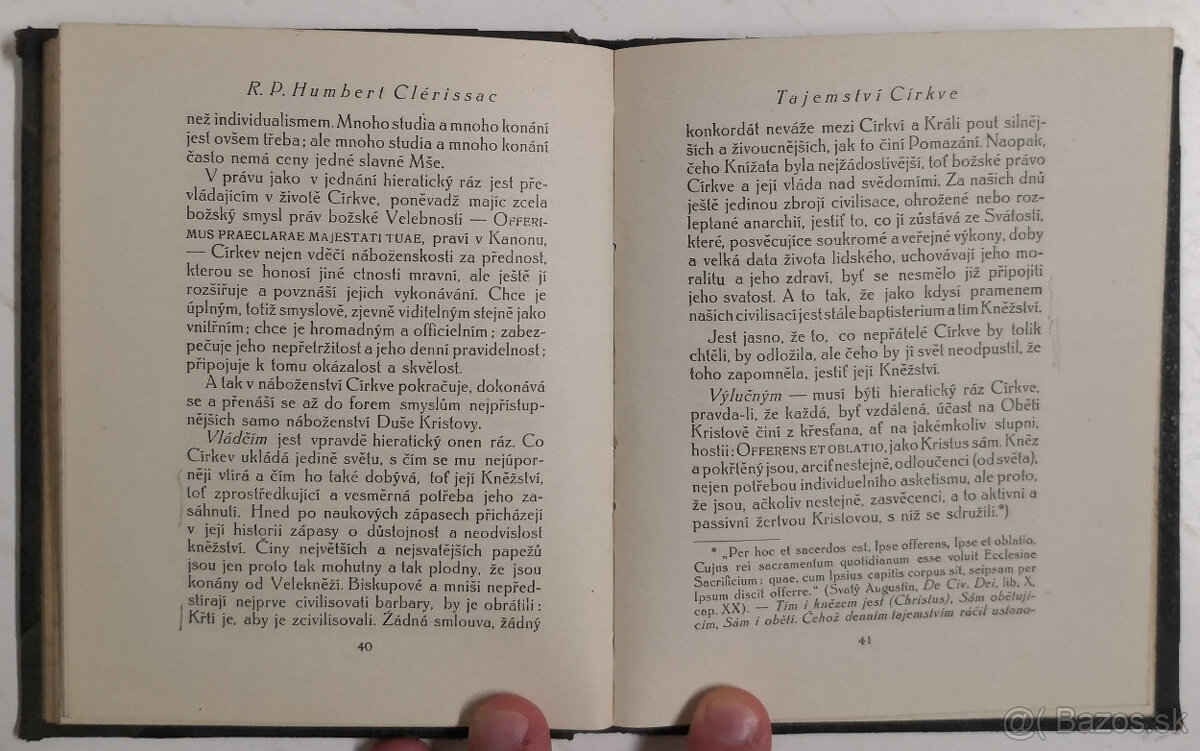 R. P. Humbert Clérissac
než individualismem. Mnoho studia a mnoho konání
jest ovšem třeba; ale mnoho studia a mnoho konání
často nemá ceny jedné slavné Mše.
V právu jako v jednání hieratický ráz jest pře-
vládajícím v životě Církve, poněvadž majíc zcela
božský smysl práv božské Velebnosti — OFFERI-
MUS PRAECLARAE MAJESTATI TUAE, praví v Kanonu,
— Církev nejen vděčí náboženskosti za přednost,
kterou se honosí jiné ctnosti mravní, ale ještě jí
rozšiřuje a povznáší jejich vykonávání. Chce je
úplným, totiž smyslově, zjevně viditelným stejně jako
vnitřním; chce je hromadným a officielním; zabez-
pečuje jeho nepřetržitost a jeho denní pravidelnost;
připojuje k tomu okázalost a skvělost.
A tak v náboženství Církve pokračuje, dokonává
se a přenáší se až do forem smyslům nejpřístup-
nějších samo náboženství Duše Kristovy.
Vládčím jest vpravdě hieratický onen ráz. Co
Církev ukládá jedině světu, s čím se mu nejúpor-
něji vtírá a čím ho také dobývá, toť její Kněžství,
toť zprostředkující a vesměrná potřeba jeho za-
sáhnutí. Hned po naukových zápasech přicházejí
v její historii zápasy o důstojnost a neodvislost
kněžství. Činy největších a nejsvatějších papežů
jsou jen proto tak mohutny a tak plodny, že jsou
konány od Velekněží. Biskupové a mniši nepřed-
stírají nejprve civilisovati barbary, by je obrátili:
Křtí je, aby je zcivilisovali. Žádná smlouva, žádný
40
Tajemství Církve
konkordát neváže mezi Církví a Králi pout silněj-
ších a živoucnějších, jak to činí Pomazání. Naopak,
čeho Knížata byla nejžádostivější, toť božské právo
Církve a její vláda nad svědomími. Za našich dnů
ještě jedinou zbrojí civilisace, ohrožené nebo roz-
leptané anarchií, jestiť to, co jí zůstává ze Svátostí,
které, posvěcujíce soukromé a veřejné výkony, doby
a velká data života lidského, uchovávají jeho mo-
ralitu a jeho zdraví, byť se nesmělo již připojiti
jeho svatost. A to tak, že jako kdysi pramenem
našich civilisací jest stále baptisterium a tím Kněžství.
Jest jasno, že to, co nepřátelé Církve by tolik
chtěli, by odložila, ale čeho by jí svět neodpustil, že
toho zapomněla, jestiť její Kněžství.
Výlučným — musí býti hieratický ráz Církve,
pravda-li, že každá, byť vzdálená, účast na Oběti
Kristově činí z křesťana, ať na jakémkoliv stupni,
hostii: OFFERENS ET OBLATIO, jako Kristus sám. Kněz
a pokřtěný jsou, arciť nestejně, odloučenci (od světa),
nejen potřebou individuelního asketismu, ale proto,
že jsou, ačkoliv nestejně, zasvěcenci, a to aktivní a
passivní žertvou Kristovou, s níž se sdružili.*)
* „Per hoc et sacerdos est, Ipse offerens, Ipse et oblatio.
Cujus rei sacramentum quotidianum esse voluit Ecclesiae
Sacrificium: quae, cum Ipsius capitis corpus sit, seipsam per
Ipsum discit offerre.“ (Svatý Augustin, De Civ. Dei, lib. X,
cap. XX). — Tím i knězem jest (Christus), Sám obětují-
cím, Sám i obětí. Čehož denním tajemstvím ráčil ustano-
41
@( Bazos.sk